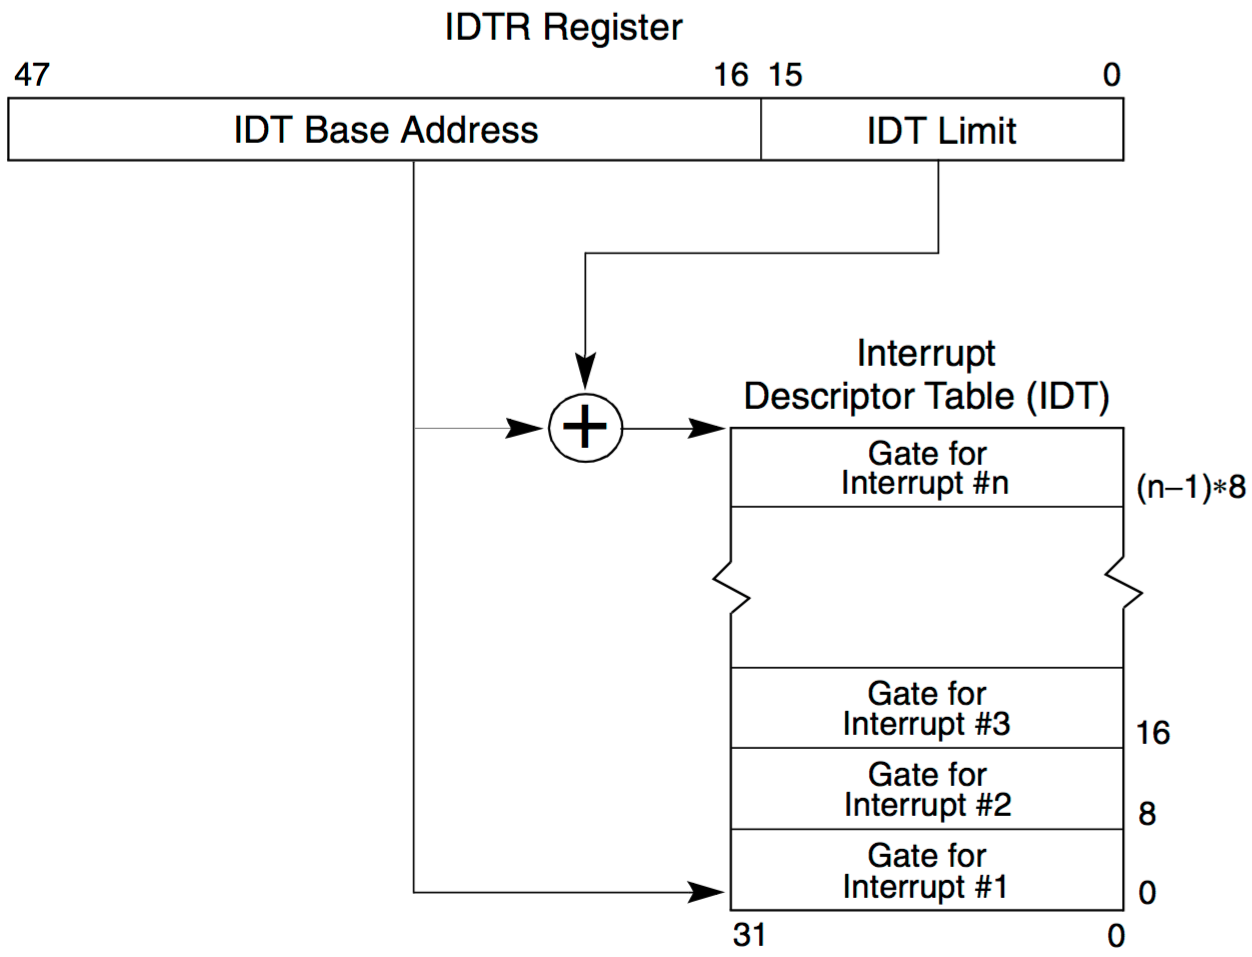 IDTR Register
47 16 15 0
IDT Base Address IDT Limit
Interrupt
Descriptor Table (IDT)
+
Gate for
Interrupt #n
(n−1)*8
Gate for
Interrupt #3
16
Gate for
Interrupt #2
8
Gate for
Interrupt #1
0
31 0